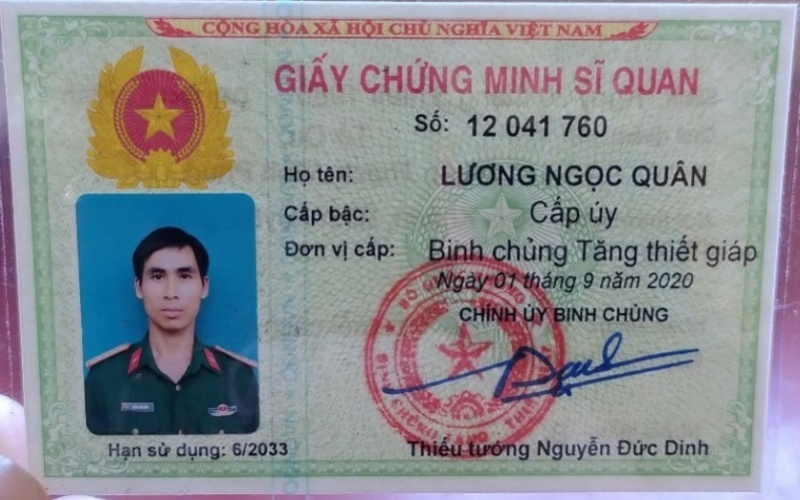 CỘNG HÒA XÃ HỘI CHỦ NGHĨA VIỆT NAM
GIẤY CHỨNG MINH SĨ QUAN
Số: 12 041 760
Họ tên: LƯƠNG NGỌC QUÂN
Cấp bậc: Cấp úy
Đơn vị cấp: Binh chủng Tăng thiết giáp
Ngày 01 tháng 9 năm 2020
CHÍNH ỦY BINH CHỦNG
Hạn sử dụng: 6/2033
Thiếu tướng Nguyễn Đức Dinh